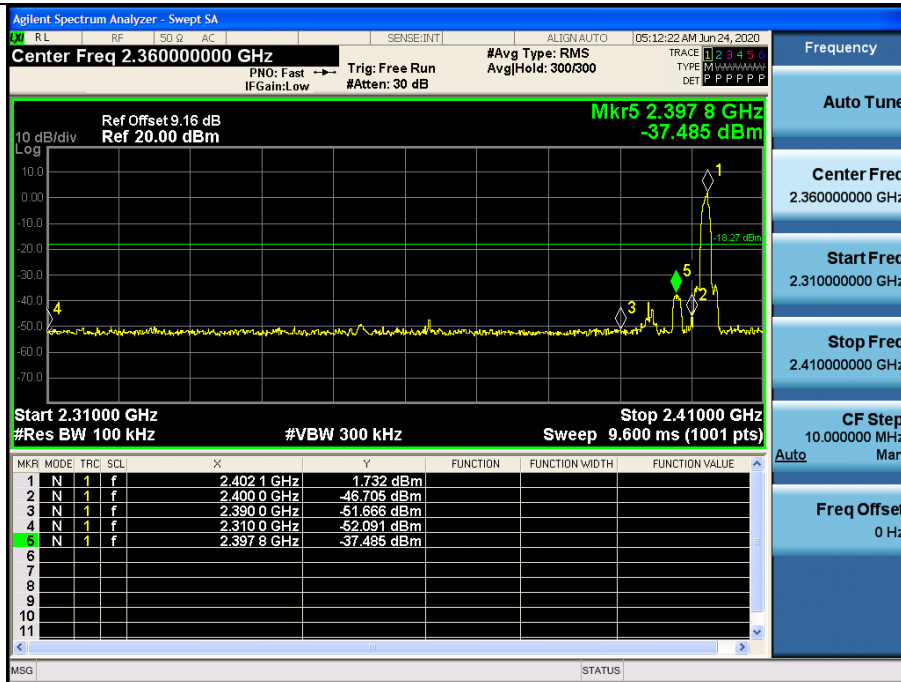 Agilent Spectrum Analyzer - Swept SA
LXI RL RF 50 Ω AC SENSE:INT ALIGN AUTO 05:12:22 AM Jun 24, 2020
Center Freq 2.360000000 GHz #Avg Type: RMS TRACE 1 2 3 4 5 6
PNO: Fast Trig: Free Run Avg|Hold: 300/300 TYPE M W W W W W
IFGain:Low #Atten: 30 dB DET P P P P P P
Mkr5 2.397 8 GHz
Ref Offset 9.16 dB
10 dB/div Ref 20.00 dBm -37.485 dBm
Log
10.0
0.00
-10.0
-20.0
-30.0
-40.0
-50.0
-60.0
-70.0
1
-18.27 dBm
5
2
3
4
Start 2.31000 GHz Stop 2.41000 GHz
#Res BW 100 kHz #VBW 300 kHz Sweep 9.600 ms (1001 pts)
MKR MODE TRC SCL X Y FUNCTION FUNCTION WIDTH FUNCTION VALUE
1 N 1 f 2.402 1 GHz 1.732 dBm
2 N 1 f 2.400 0 GHz -46.705 dBm
3 N 1 f 2.390 0 GHz -51.666 dBm
4 N 1 f 2.310 0 GHz -52.091 dBm
5 N 1 f 2.397 8 GHz -37.485 dBm
6
7
8
9
10
11
MSG STATUS
Frequency
Auto Tune
Center Freq
2.360000000 GHz
Start Freq
2.310000000 GHz
Stop Freq
2.410000000 GHz
CF Step
10.000000 MHz
Auto Man
Freq Offset
0 Hz